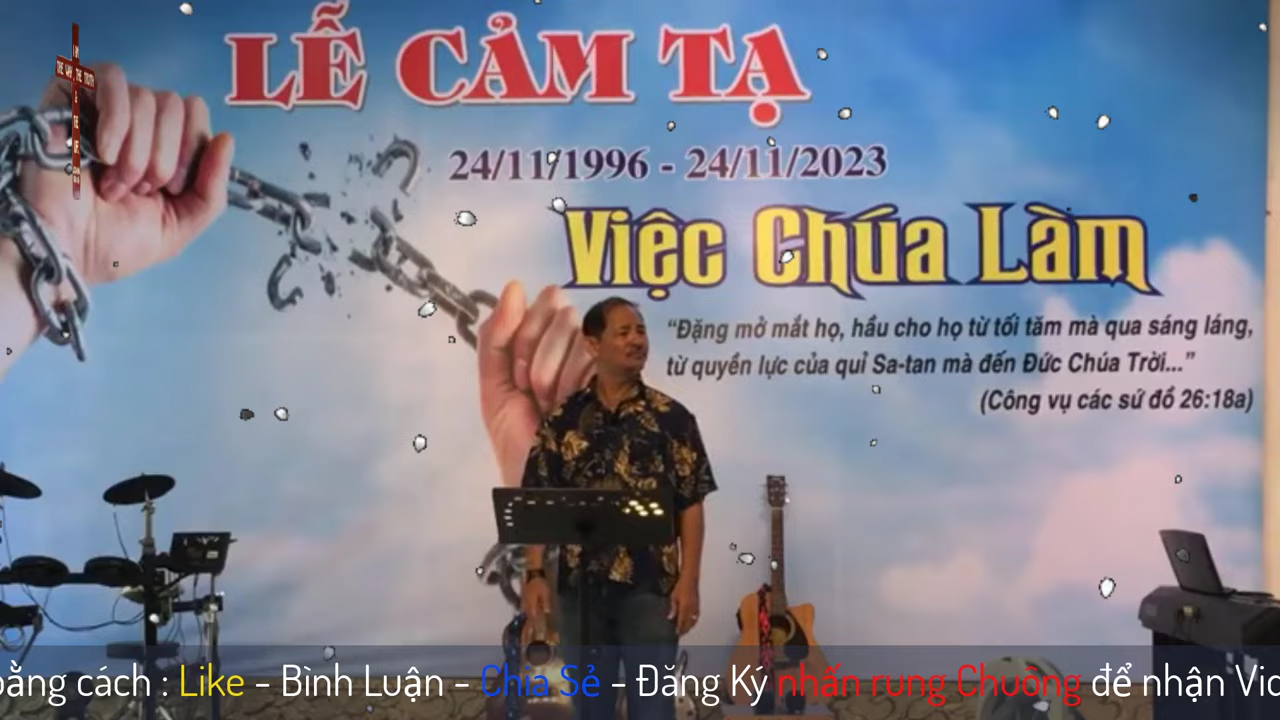 LỄ CẢM TẠ
24/11/1996 - 24/11/2023
Việc Chúa Làm
“Đặng mở mắt họ, hầu cho họ từ tối tăm mà qua sáng láng,
từ quyền lực của quỉ Sa-tan mà đến Đức Chúa Trời...”
(Công vụ các sứ đồ 26:18a)
bằng cách : Like - Bình Luận - Chia Sẻ - Đăng Ký nhấn rung Chuông để nhận